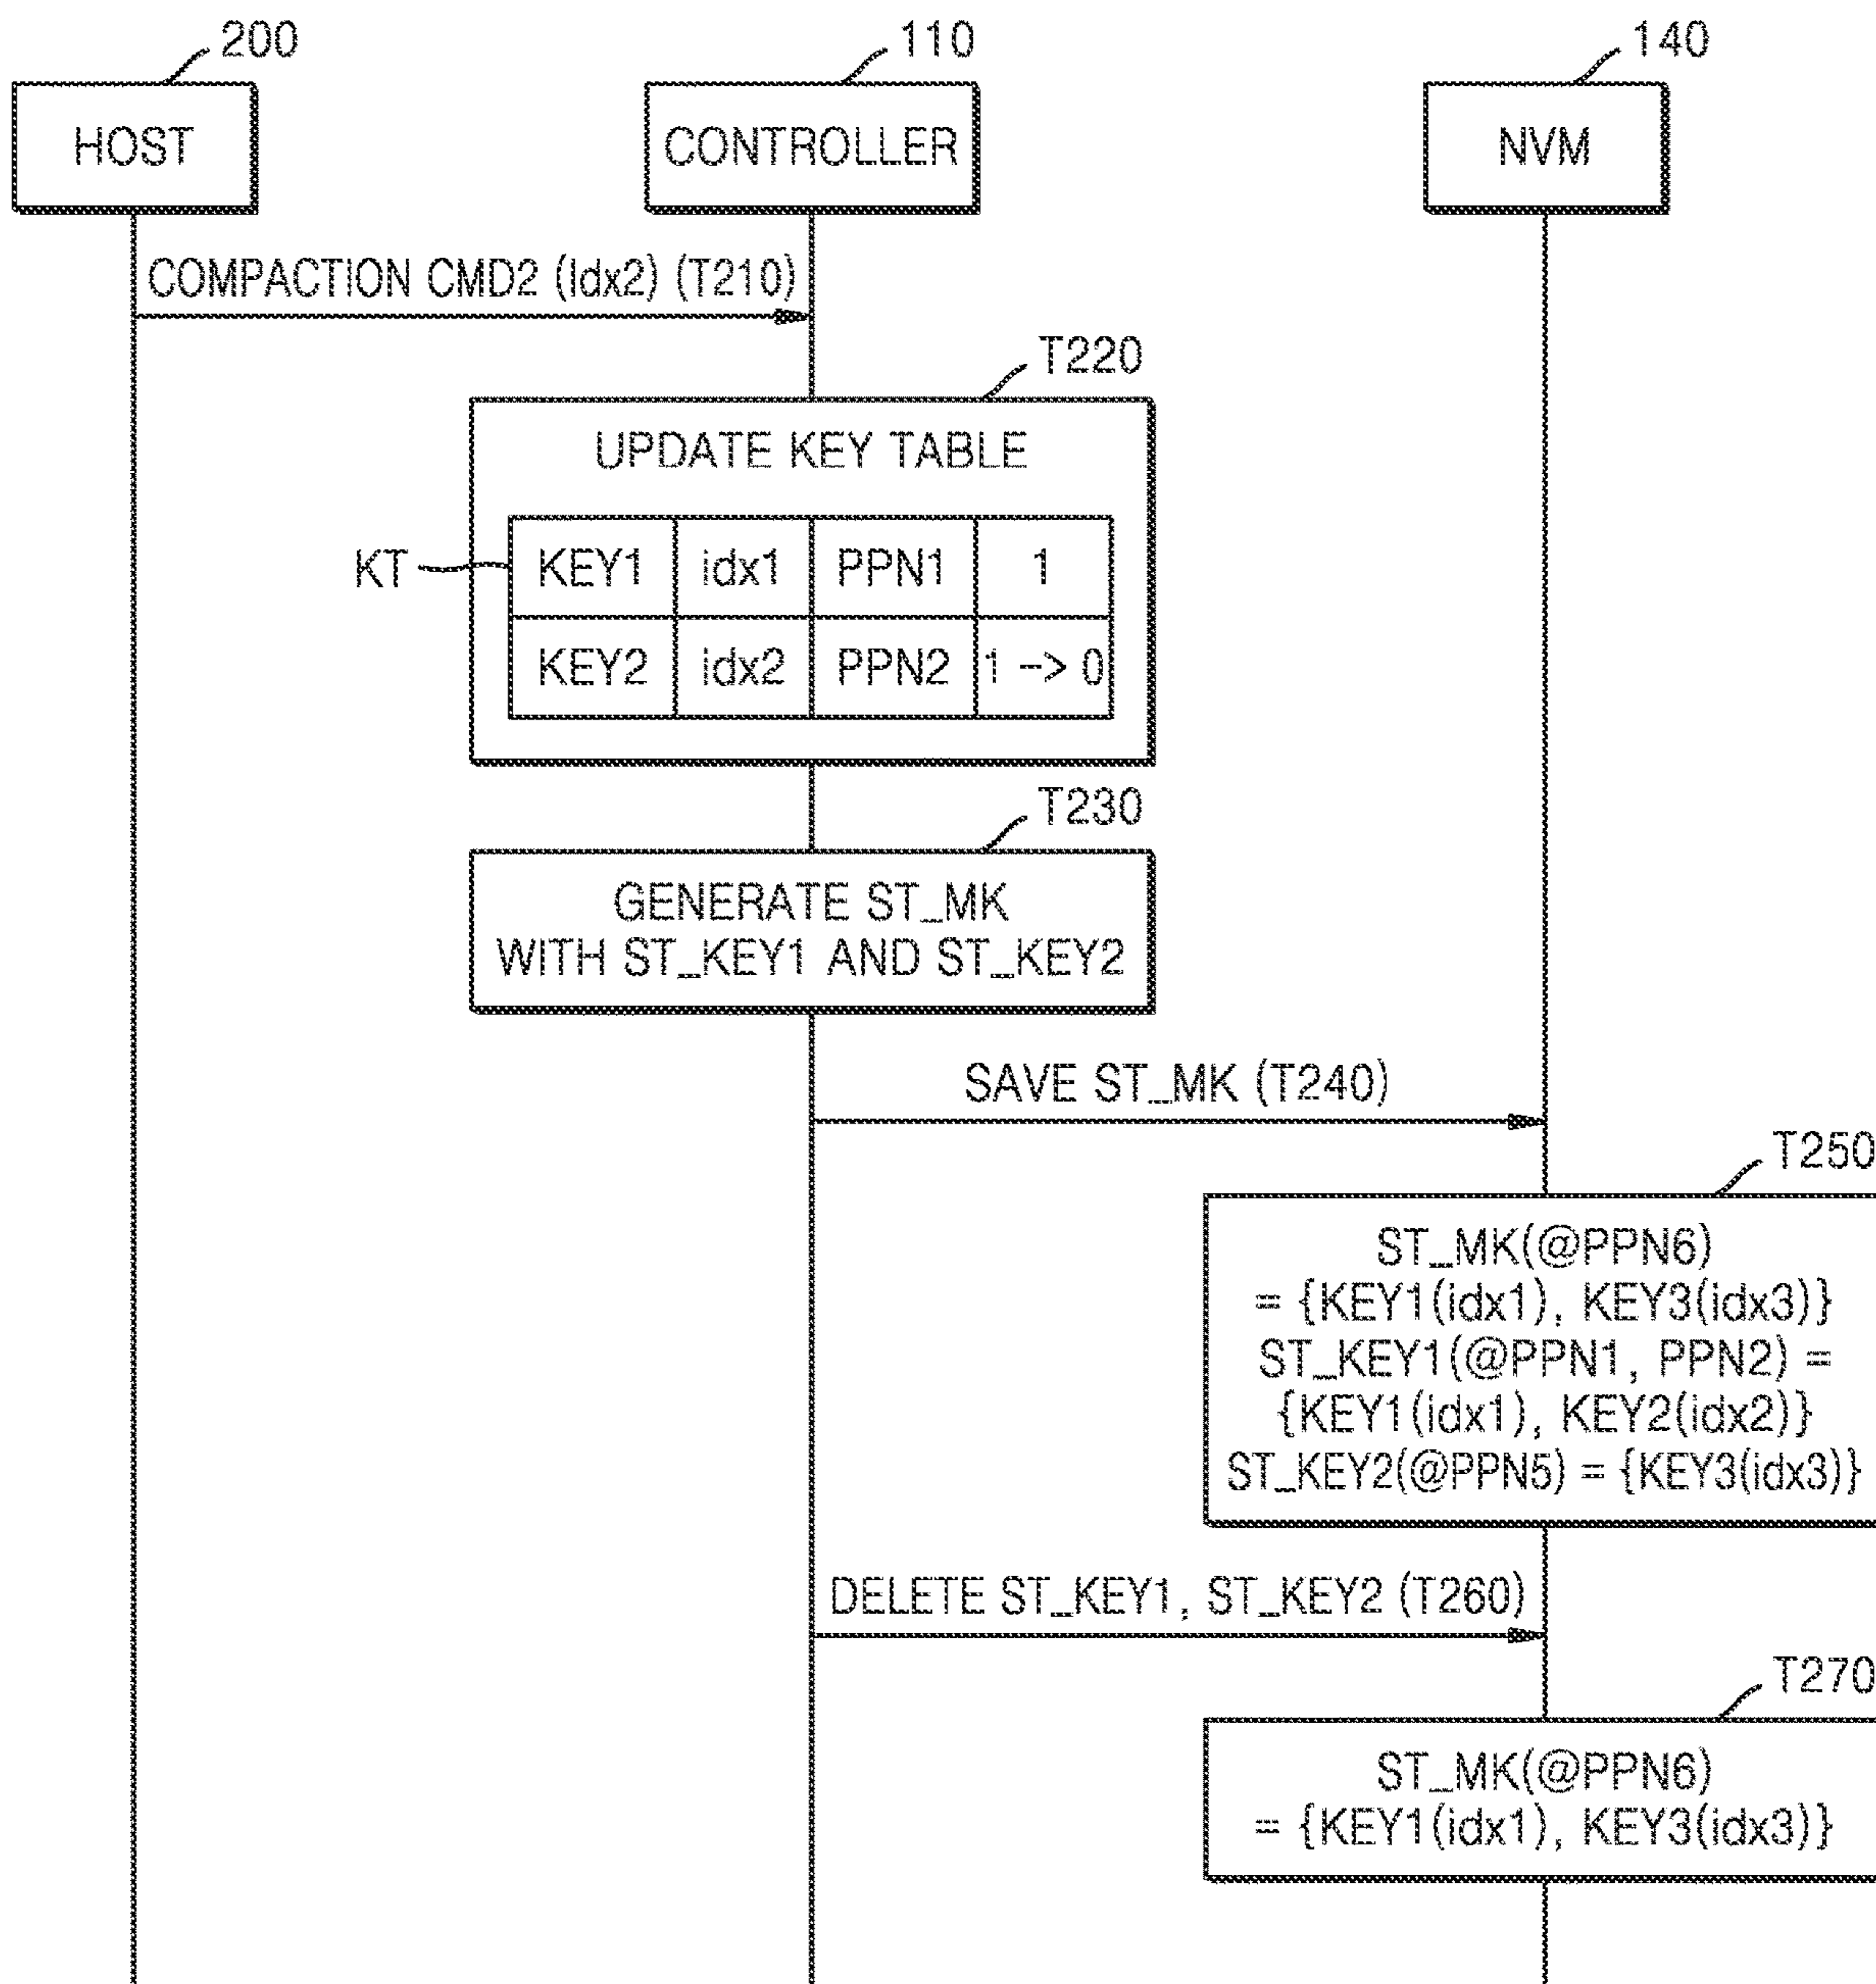 200
110
140
HOST
CONTROLLER
NVM
COMPACTION CMD2 (Idx2) (T210)
T220
UPDATE KEY TABLE
KT
KEY1 idx1 PPN1 1
KEY2 idx2 PPN2 1 -> 0
T230
GENERATE ST_MK
WITH ST_KEY1 AND ST_KEY2
SAVE ST_MK (T240)
T250
ST_MK(@PPN6)
= {KEY1(idx1), KEY3(idx3)}
ST_KEY1(@PPN1, PPN2) =
{KEY1(idx1), KEY2(idx2)}
ST_KEY2(@PPN5) = {KEY3(idx3)}
DELETE ST_KEY1, ST_KEY2 (T260)
T270
ST_MK(@PPN6)
= {KEY1(idx1), KEY3(idx3)}